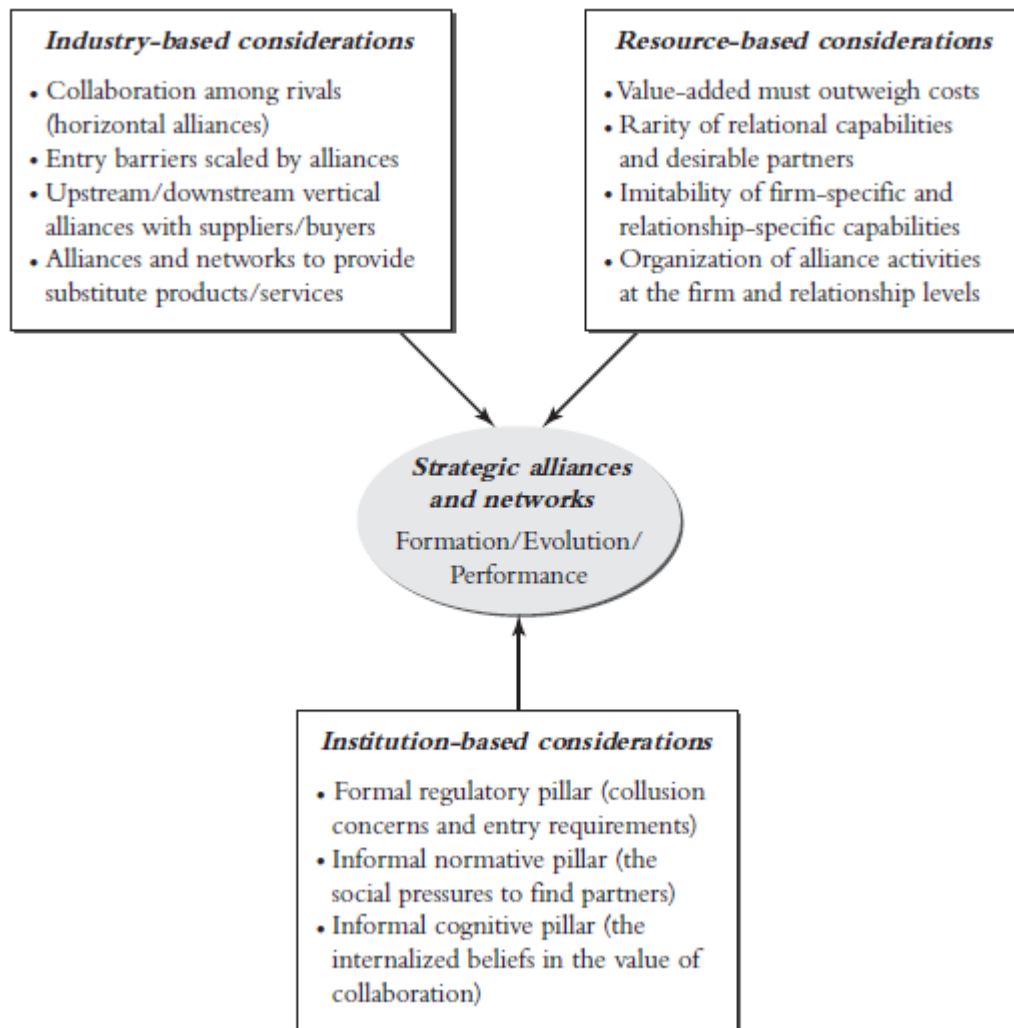 Industry-based considerations
• Collaboration among rivals
(horizontal alliances)
• Entry barriers scaled by alliances
• Upstream/downstream vertical
alliances with suppliers/buyers
• Alliances and networks to provide
substitute products/services
Resource-based considerations
• Value-added must outweigh costs
• Rarity of relational capabilities
and desirable partners
• Imitability of firm-specific and
relationship-specific capabilities
• Organization of alliance activities
at the firm and relationship levels
Strategic alliances
and networks
Formation/Evolution/
Performance
Institution-based considerations
• Formal regulatory pillar (collusion
concerns and entry requirements)
• Informal normative pillar (the
social pressures to find partners)
• Informal cognitive pillar (the
internalized beliefs in the value of
collaboration)